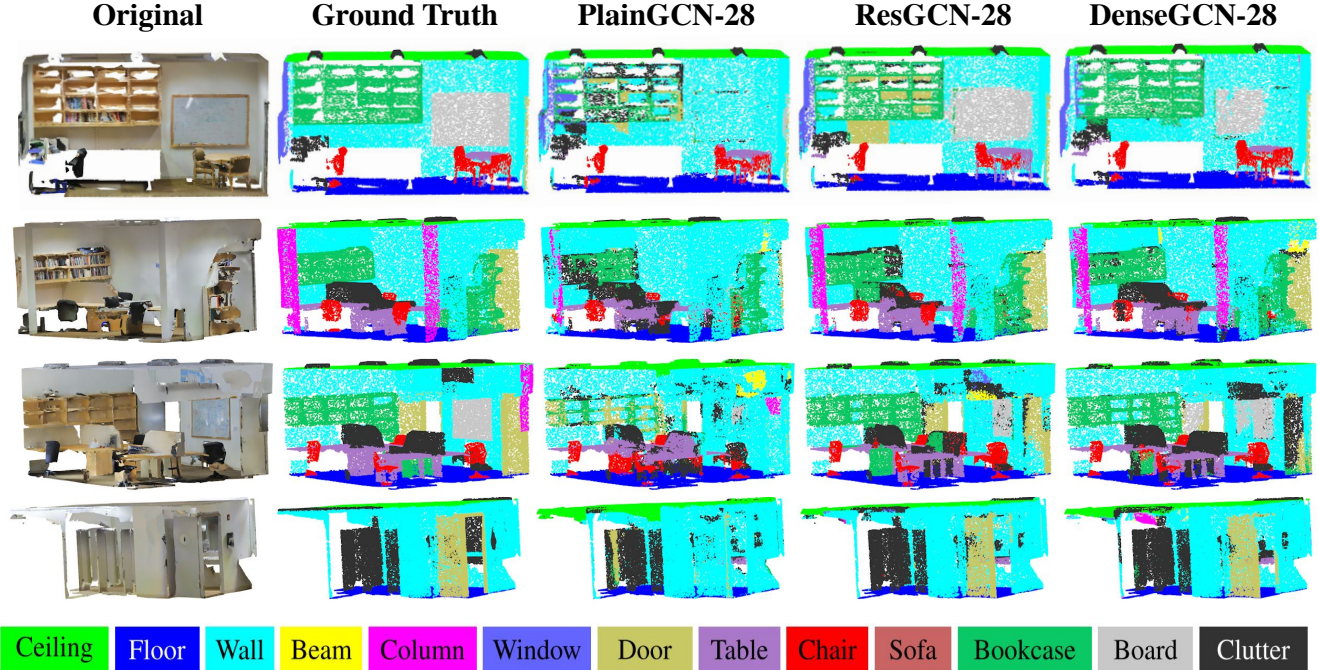 Original Ground Truth PlainGCN-28 ResGCN-28 DenseGCN-28
Ceiling Floor Wall Beam Column Window Door Table Chair Sofa Bookcase Board Clutter